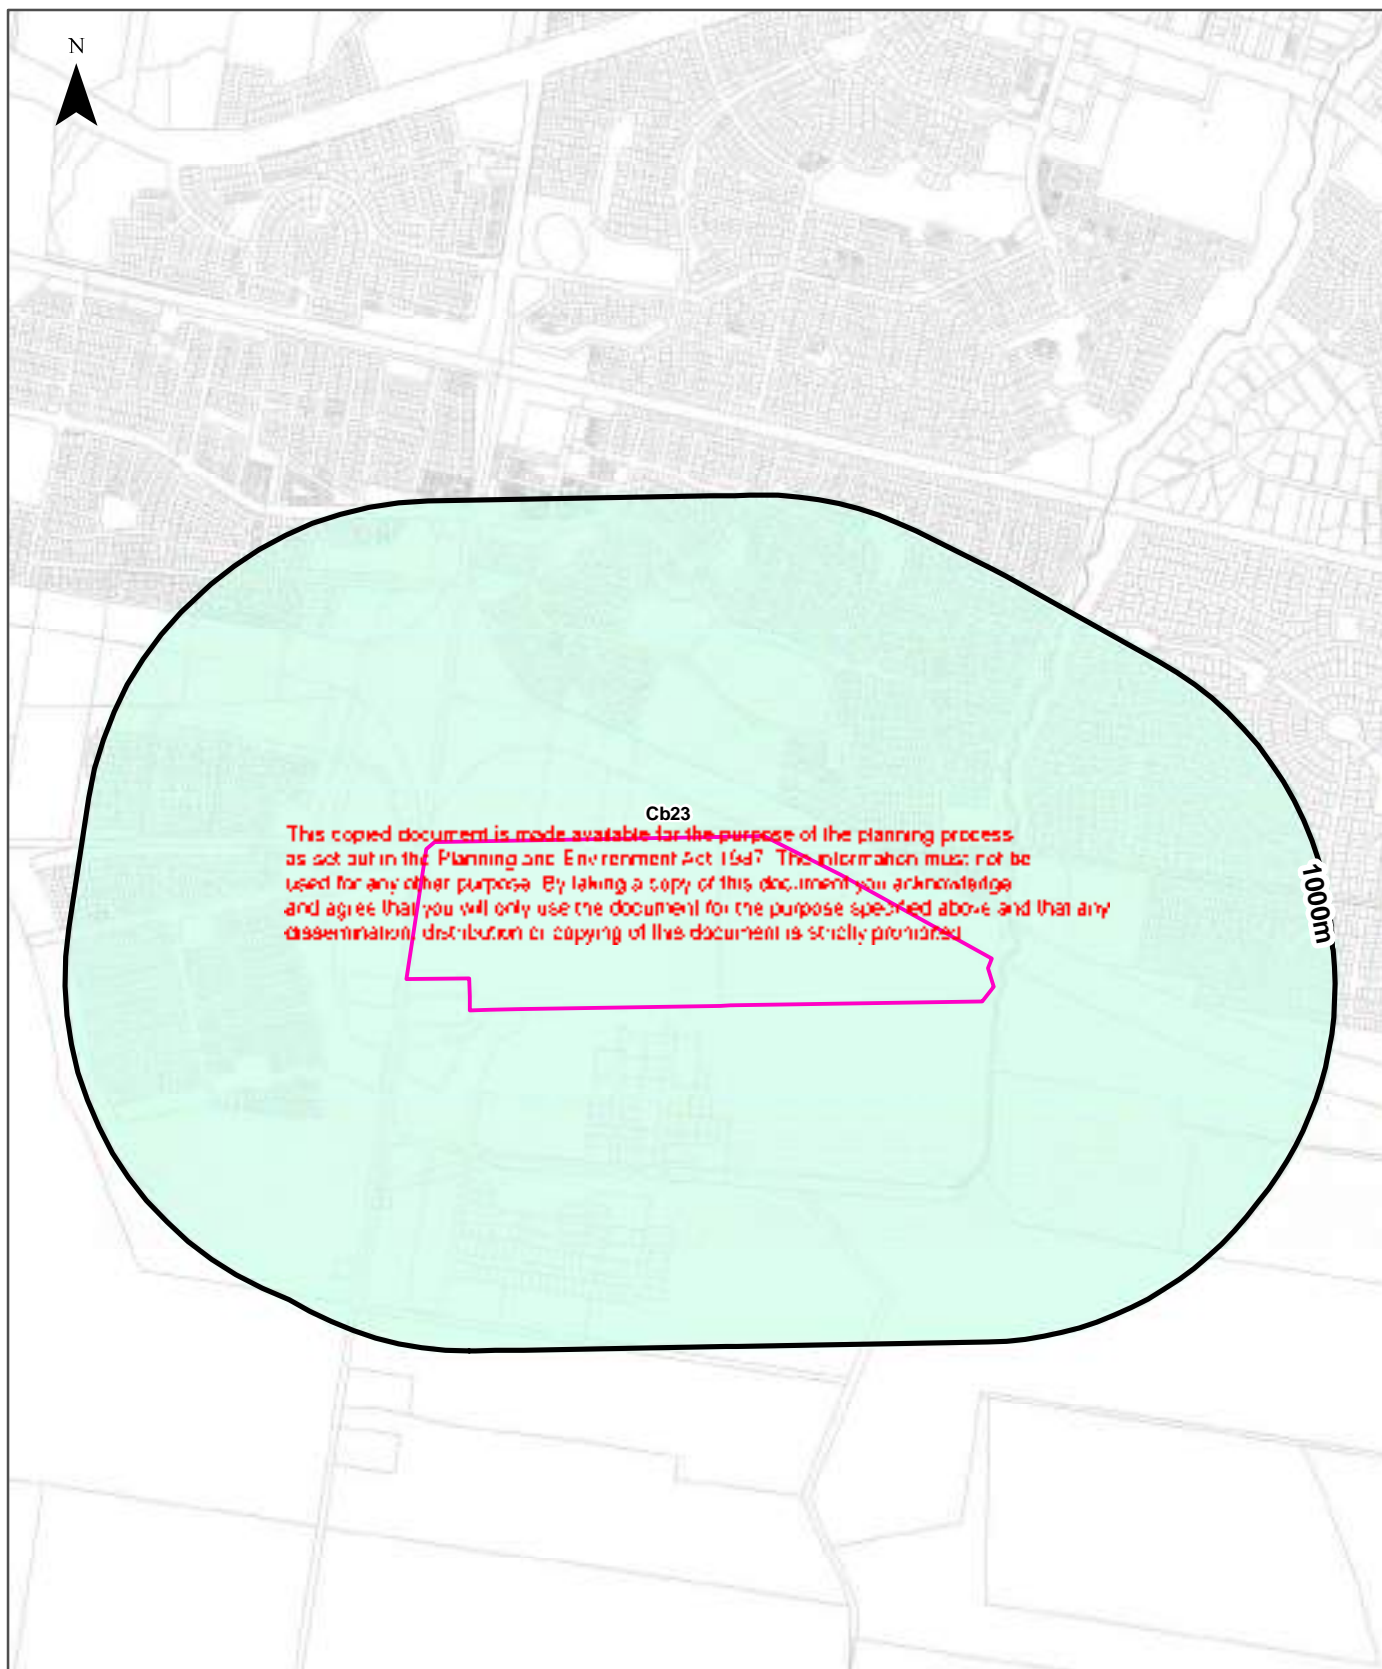 N
Cb23
This copied document is made available for the purpose of the planning process
as set out in the Planning and Environment Act 1987. The information must not be
used for any other purpose. By taking a copy of this document you acknowledge
and agree that you will only use the document for the purpose specified above and that any
dissemination, distribution or copying of this document is strictly prohibited.
1000m